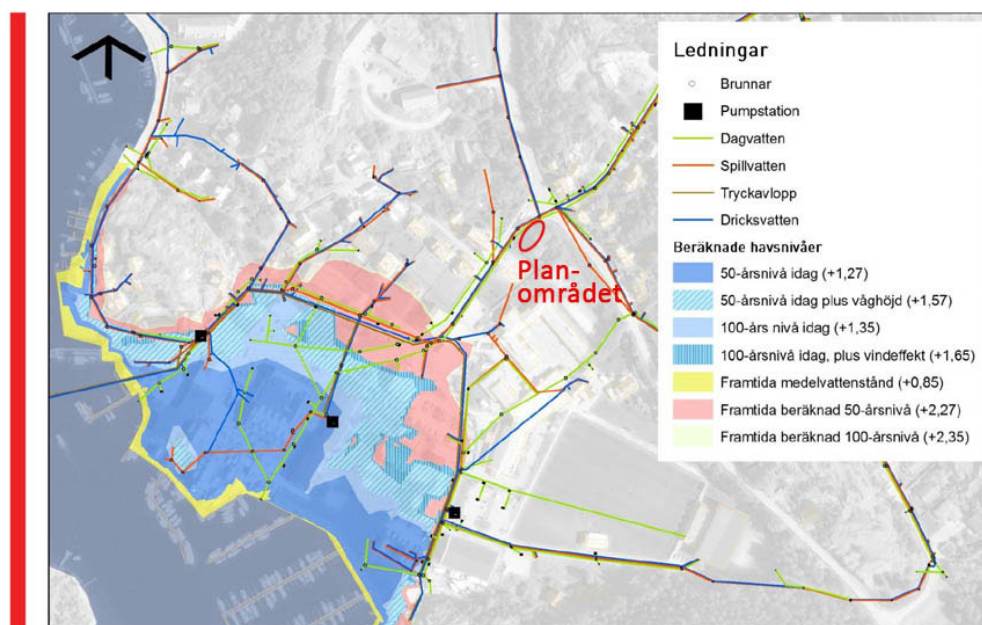 Ledningar
Brunnar
Pumpstation
Dagvatten
Spillvatten
Tryckavlopp
Dricksvatten
Beräknade havsnivåer
50-årsnivå idag (+1,27)
50-årsnivå idag plus våghöjd (+1,57)
100-års nivå idag (+1,35)
100-årsnivå idag, plus vindeffekt (+1,65)
Framtida medelvattenstånd (+0,85)
Framtida beräknad 50-årsnivå (+2,27)
Framtida beräknad 100-årsnivå (+2,35)
Plan-
området